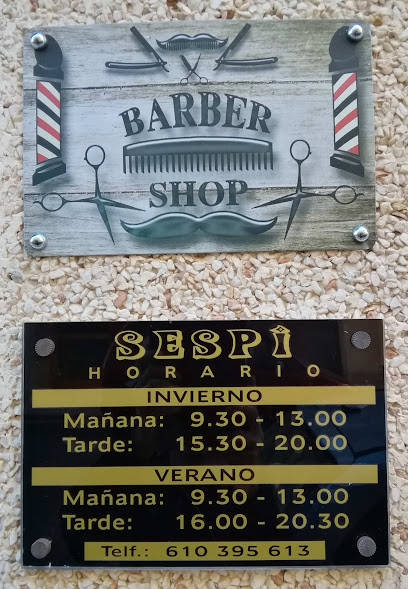 BARBER
SHOP
SESPI
HORARIO
INVIERNO
Mañana: 9.30 - 13.00
Tarde: 15.30 - 20.00
VERANO
Mañana: 9.30 - 13.00
Tarde: 16.00 - 20.30
Telf.: 610 395 613